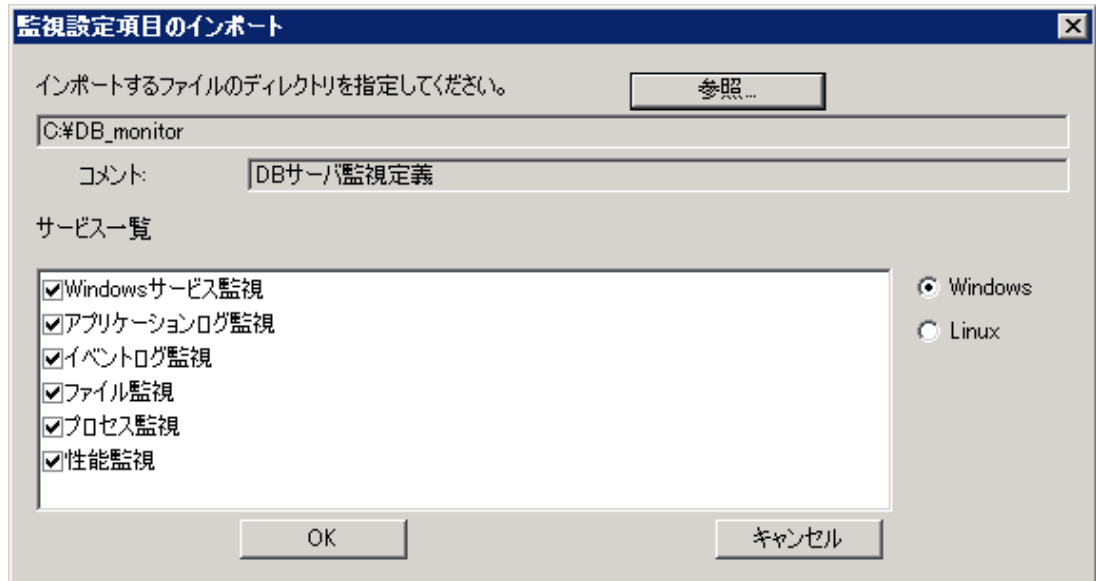 監視設定項目のインポート
インポートするファイルのディレクトリを指定してください。 参照...
C:¥DB_monitor
コメント: DBサーバ監視定義
サービス一覧
Windowsサービス監視
アプリケーションログ監視
イベントログ監視
ファイル監視
プロセス監視
性能監視
Windows
Linux
OK キャンセル